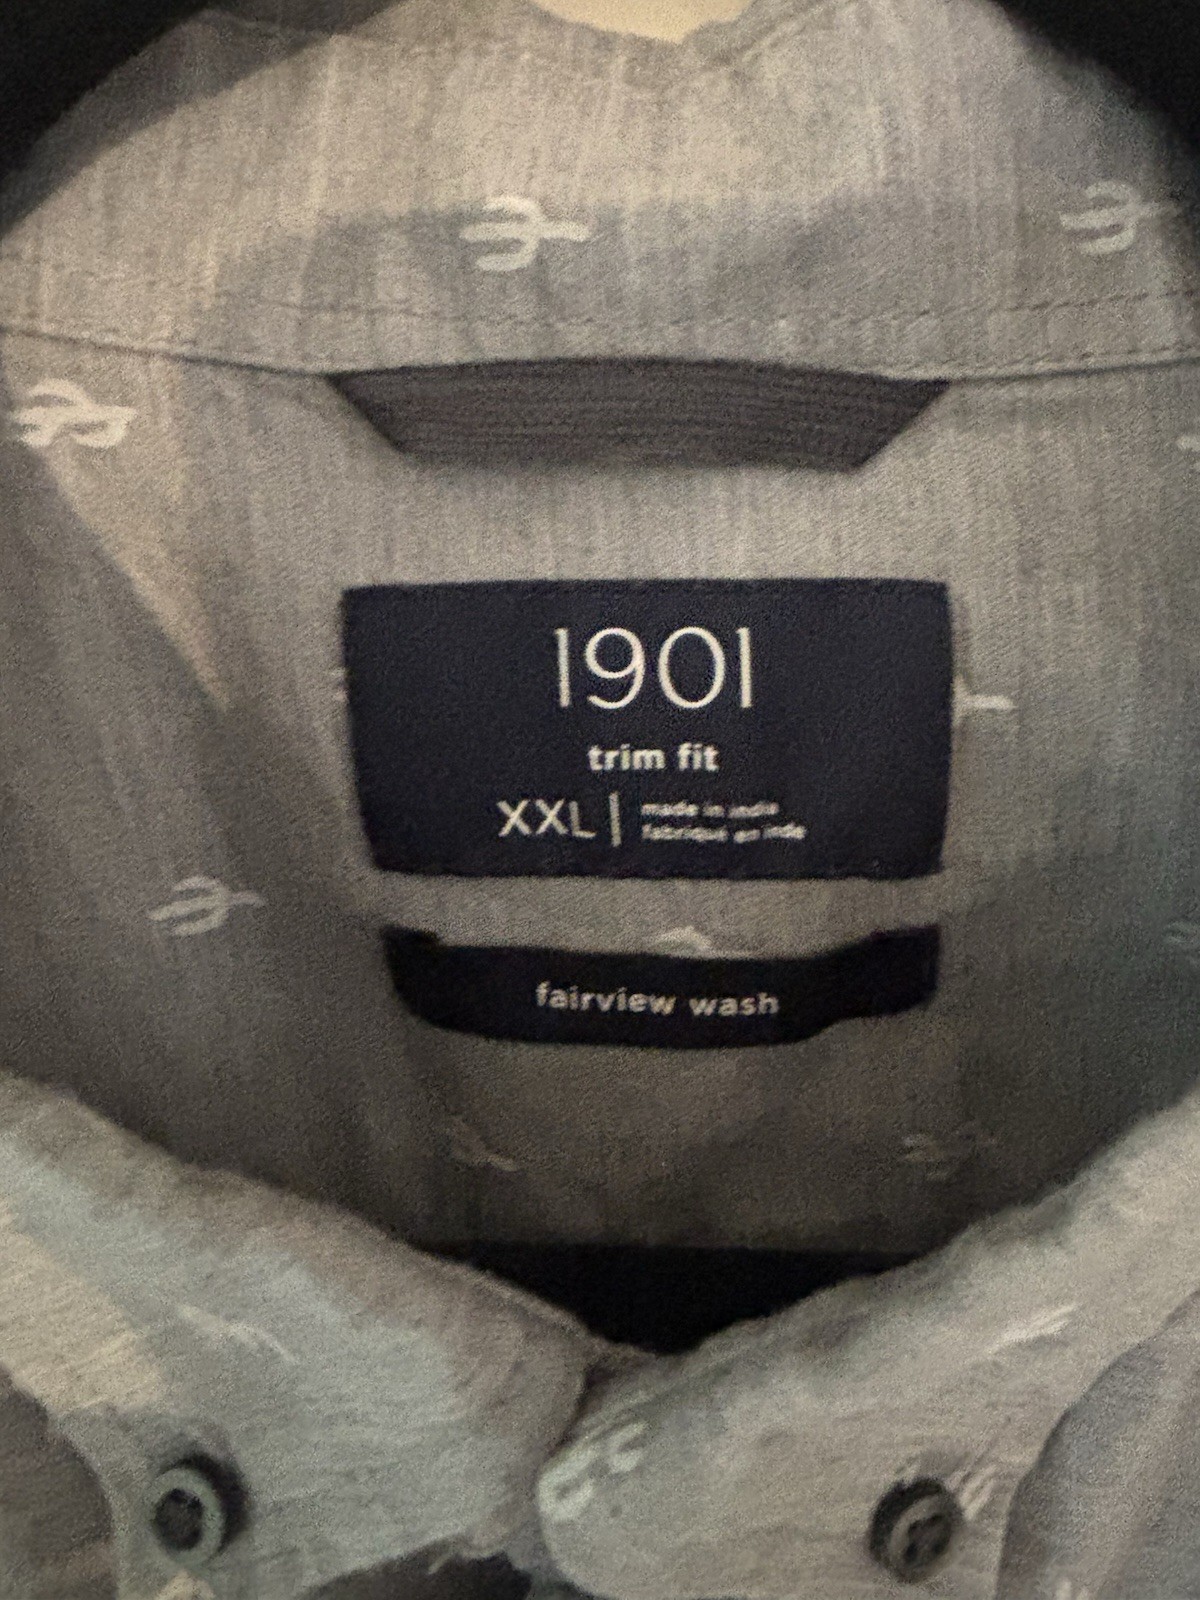 1901
trim fit
XXL | made in india
fabriqué en inde
fairview wash